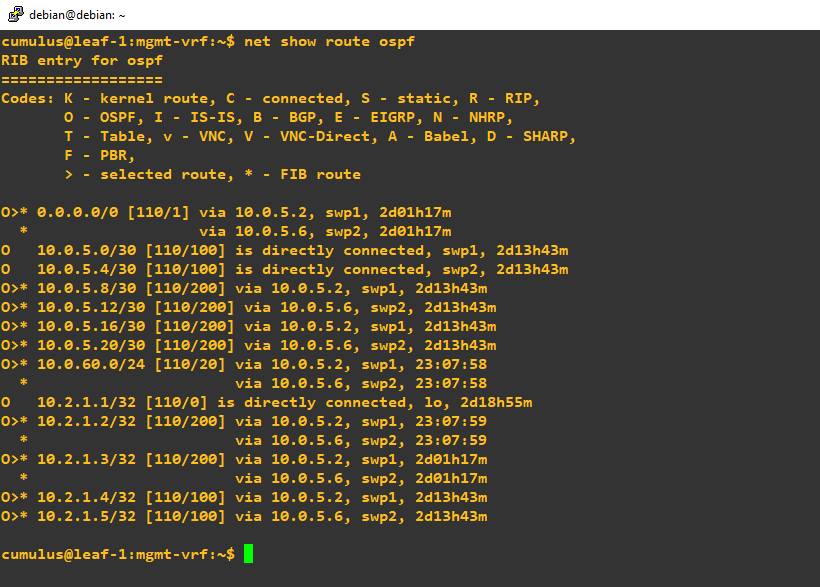 debian@debian: ~
cumulus@leaf-1:mgmt-vrf:~$ net show route ospf
RIB entry for ospf
==================
Codes: K - kernel route, C - connected, S - static, R - RIP,
       O - OSPF, I - IS-IS, B - BGP, E - EIGRP, N - NHRP,
       T - Table, v - VNC, V - VNC-Direct, A - Babel, D - SHARP,
       F - PBR,
       > - selected route, * - FIB route
O>* 0.0.0.0/0 [110/1] via 10.0.5.2, swp1, 2d01h17m
  *                   via 10.0.5.6, swp2, 2d01h17m
O   10.0.5.0/30 [110/100] is directly connected, swp1, 2d13h43m
O   10.0.5.4/30 [110/100] is directly connected, swp2, 2d13h43m
O>* 10.0.5.8/30 [110/200] via 10.0.5.2, swp1, 2d13h43m
O>* 10.0.5.12/30 [110/200] via 10.0.5.6, swp2, 2d13h43m
O>* 10.0.5.16/30 [110/200] via 10.0.5.2, swp1, 2d13h43m
O>* 10.0.5.20/30 [110/200] via 10.0.5.6, swp2, 2d13h43m
O>* 10.0.60.0/24 [110/20] via 10.0.5.2, swp1, 23:07:58
  *                       via 10.0.5.6, swp2, 23:07:58
O   10.2.1.1/32 [110/0] is directly connected, lo, 2d18h55m
O>* 10.2.1.2/32 [110/200] via 10.0.5.2, swp1, 23:07:59
  *                       via 10.0.5.6, swp2, 23:07:59
O>* 10.2.1.3/32 [110/200] via 10.0.5.2, swp1, 2d01h17m
  *                       via 10.0.5.6, swp2, 2d01h17m
O>* 10.2.1.4/32 [110/100] via 10.0.5.2, swp1, 2d13h43m
O>* 10.2.1.5/32 [110/100] via 10.0.5.6, swp2, 2d13h43m
cumulus@leaf-1:mgmt-vrf:~$